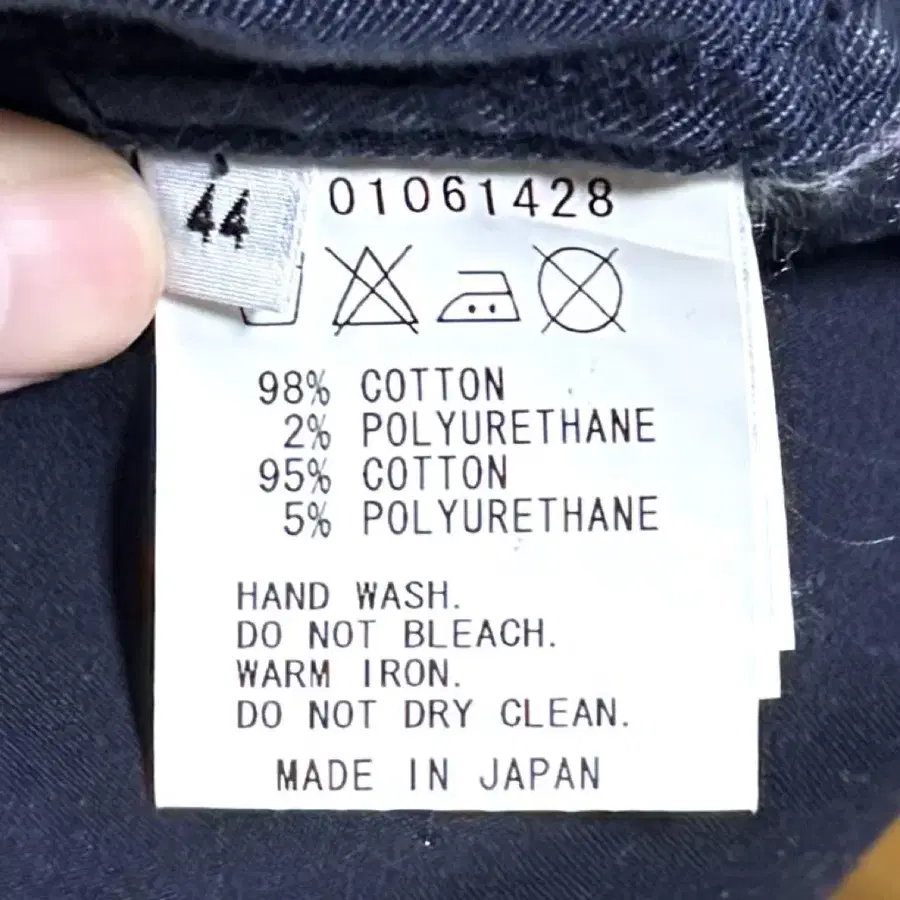 44
01061428
98% COTTON
2% POLYURETHANE
95% COTTON
5% POLYURETHANE
HAND WASH.
DO NOT BLEACH.
WARM IRON.
DO NOT DRY CLEAN.
MADE IN JAPAN